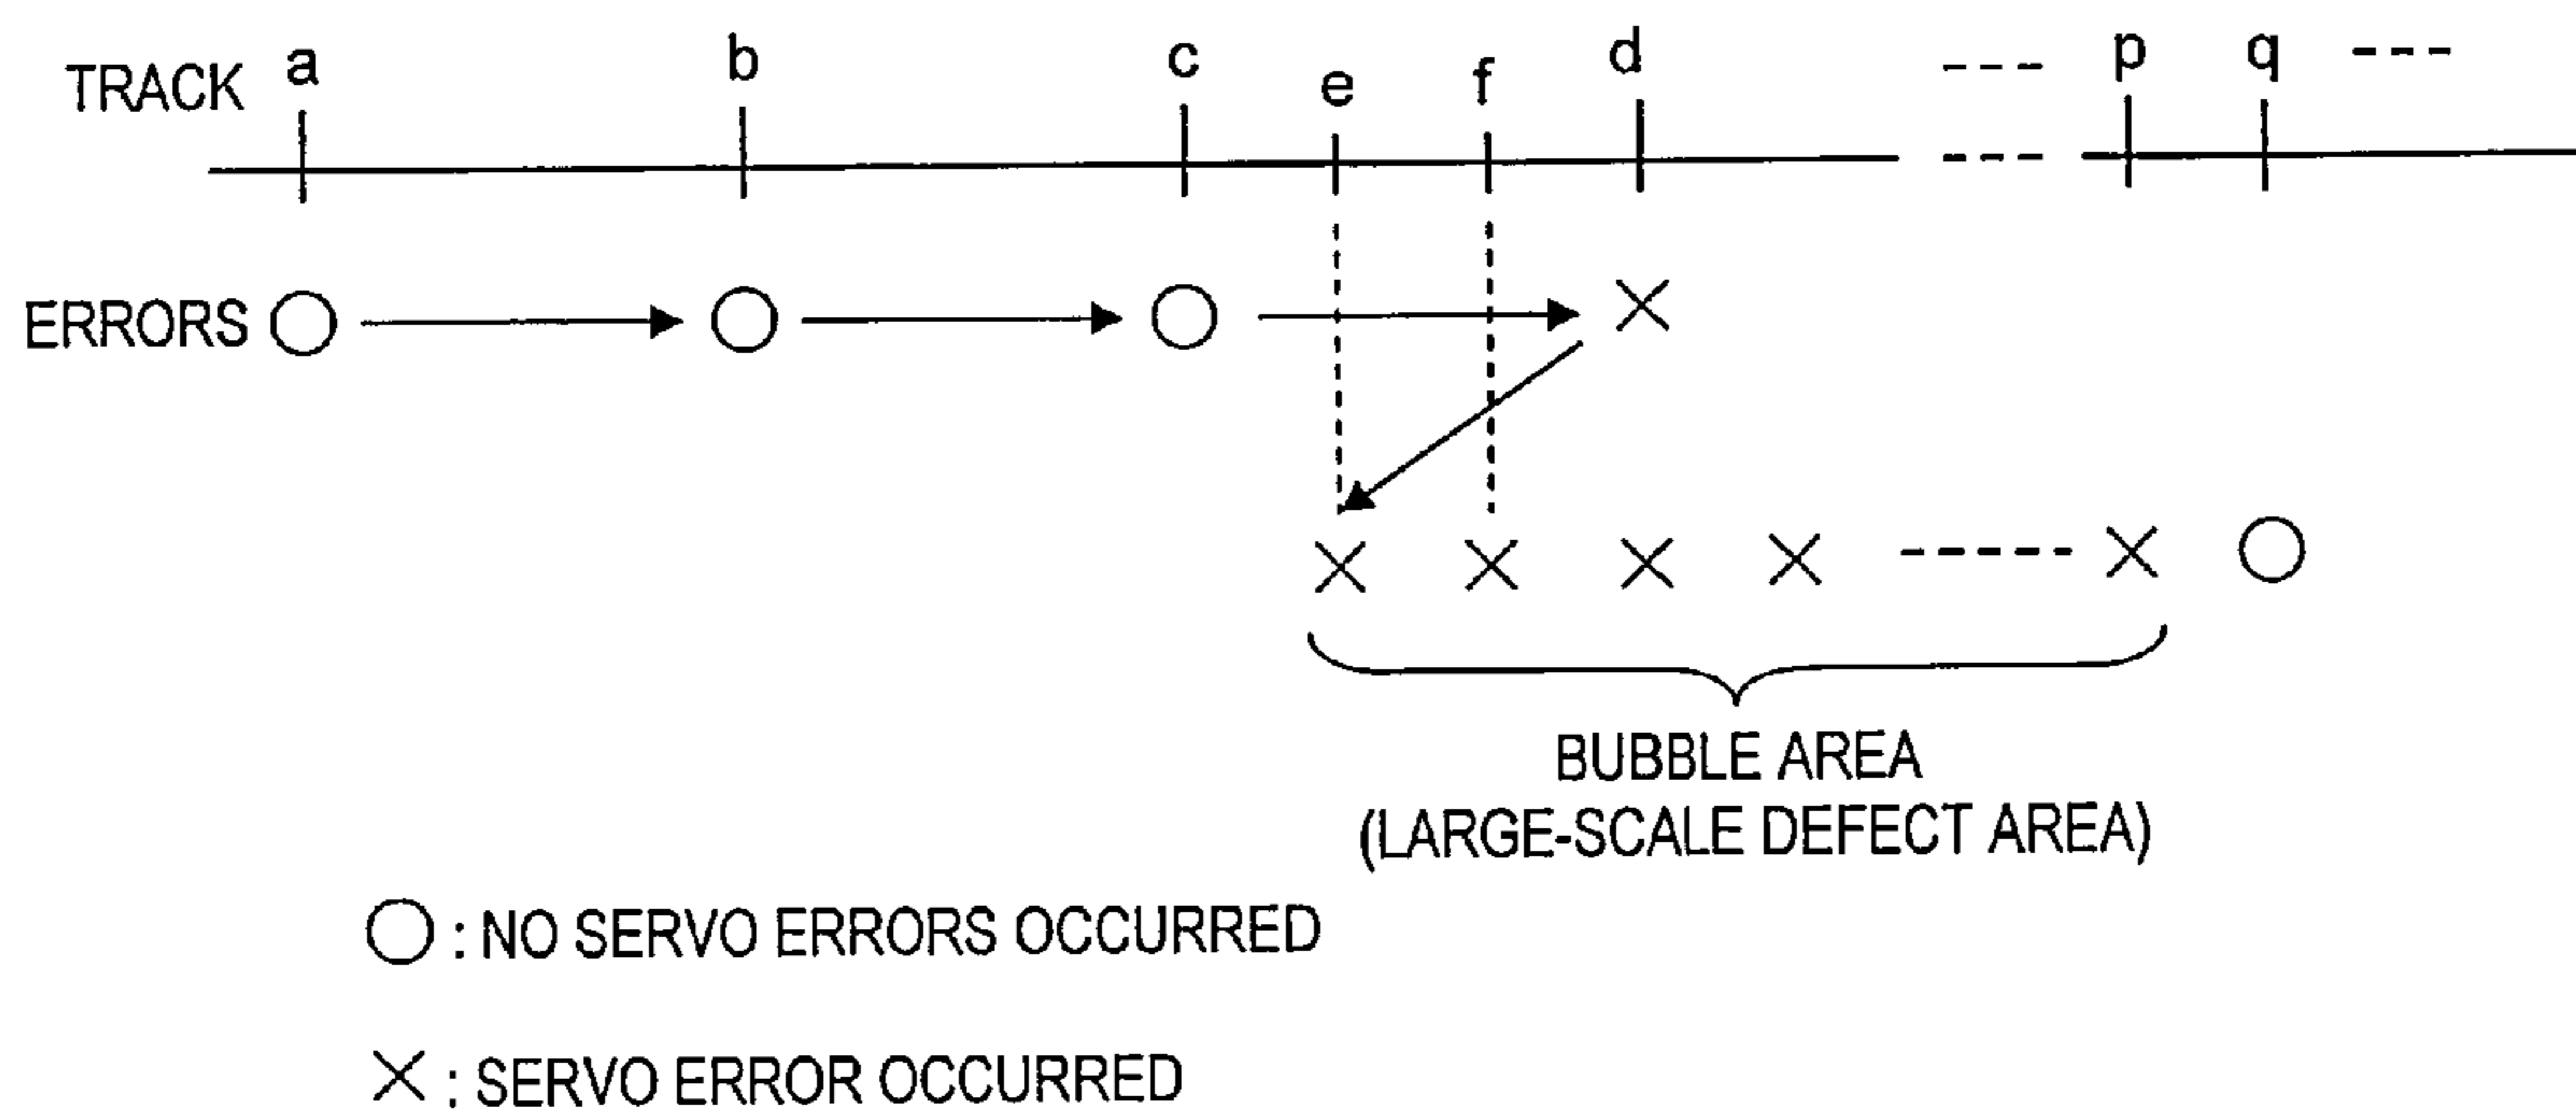 TRACK a b c e f d p q
ERRORS
BUBBLE AREA
(LARGE-SCALE DEFECT AREA)
: NO SERVO ERRORS OCCURRED
: SERVO ERROR OCCURRED